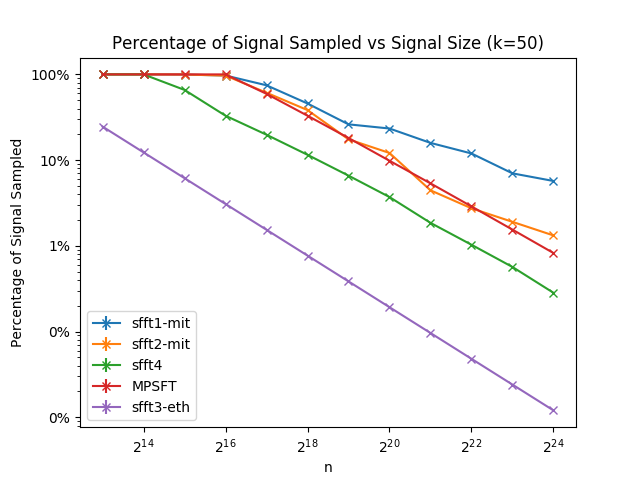 Percentage of Signal Sampled vs Signal Size (k=50)
Percentage of Signal Sampled
100%
10%
1%
0%
0%
sfft1-mit
sfft2-mit
sfft4
MPSFT
sfft3-eth
2^14 2^16 2^18 2^20 2^22 2^24
n